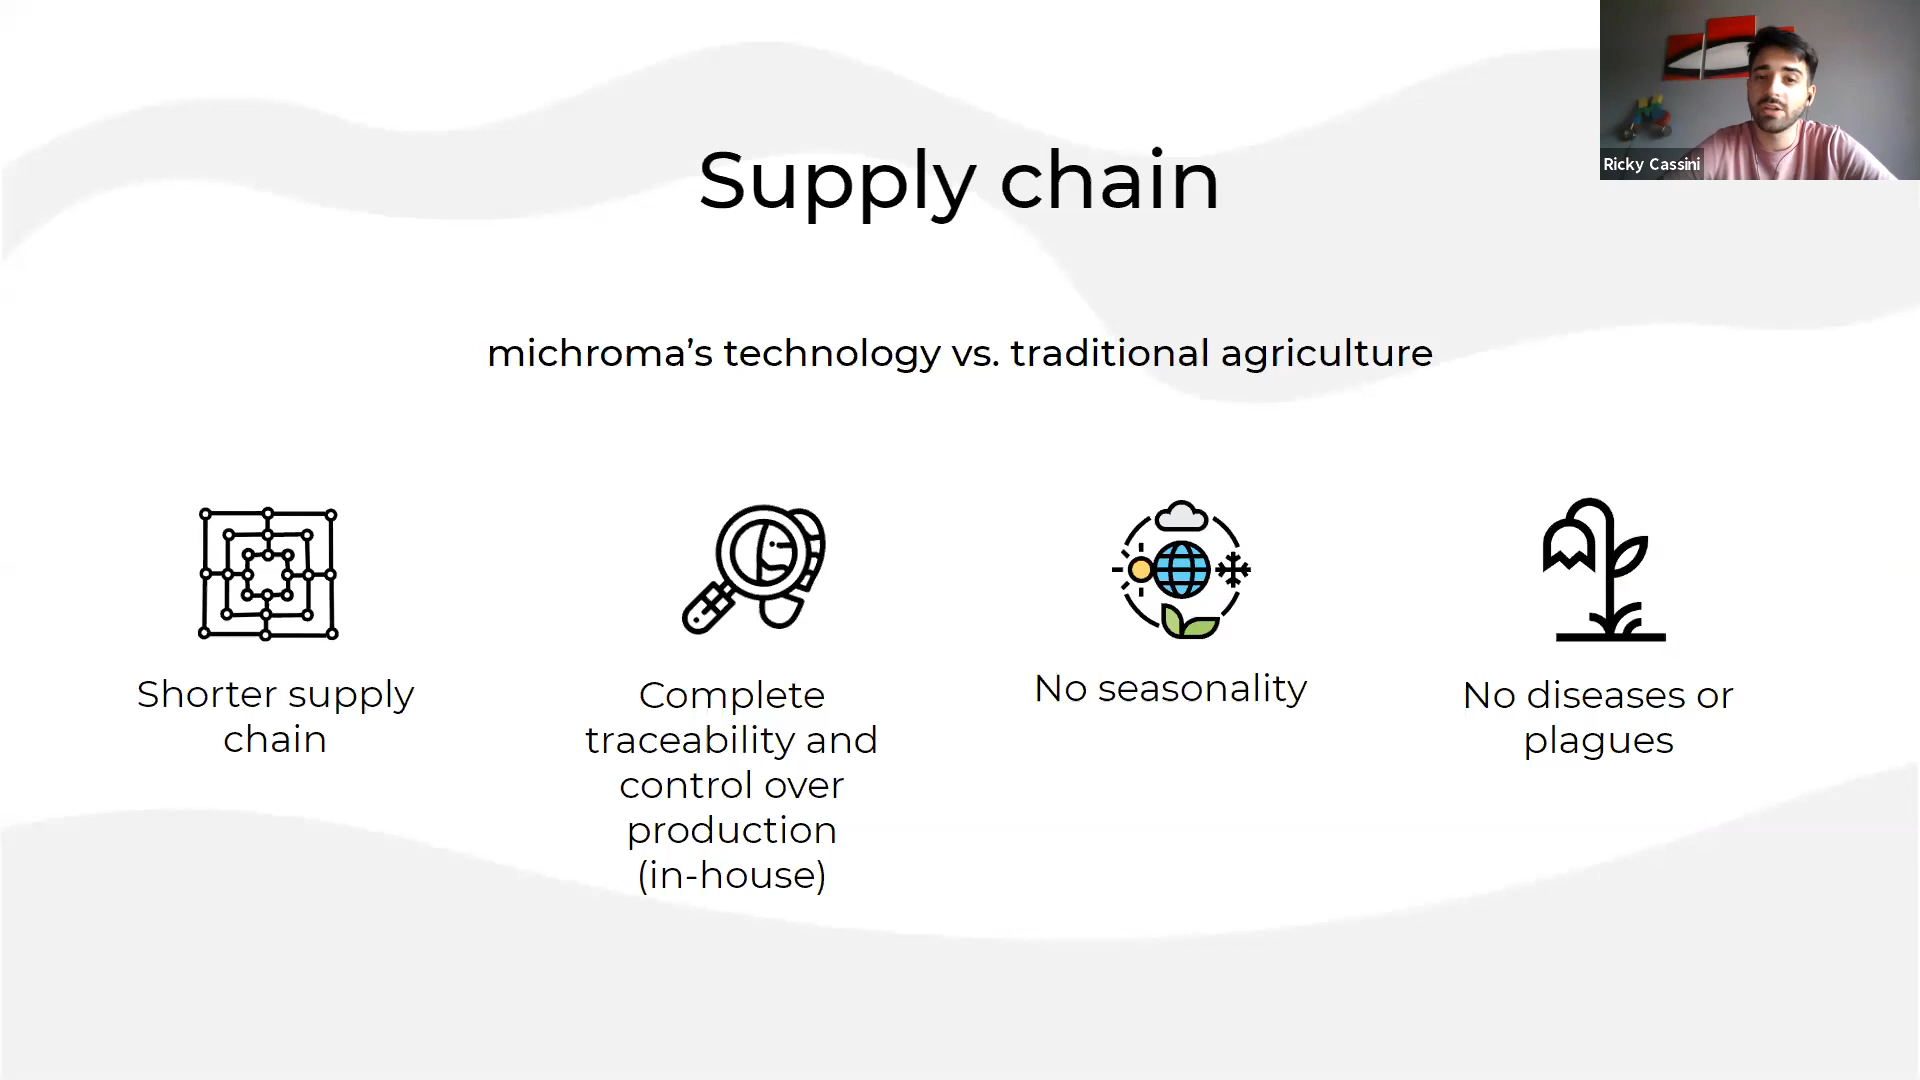 Ricky Cassini
Supply chain
michroma’s technology vs. traditional agriculture
Shorter supply
chain
Complete
traceability and
control over
production
(in-house)
No seasonality
No diseases or
plagues